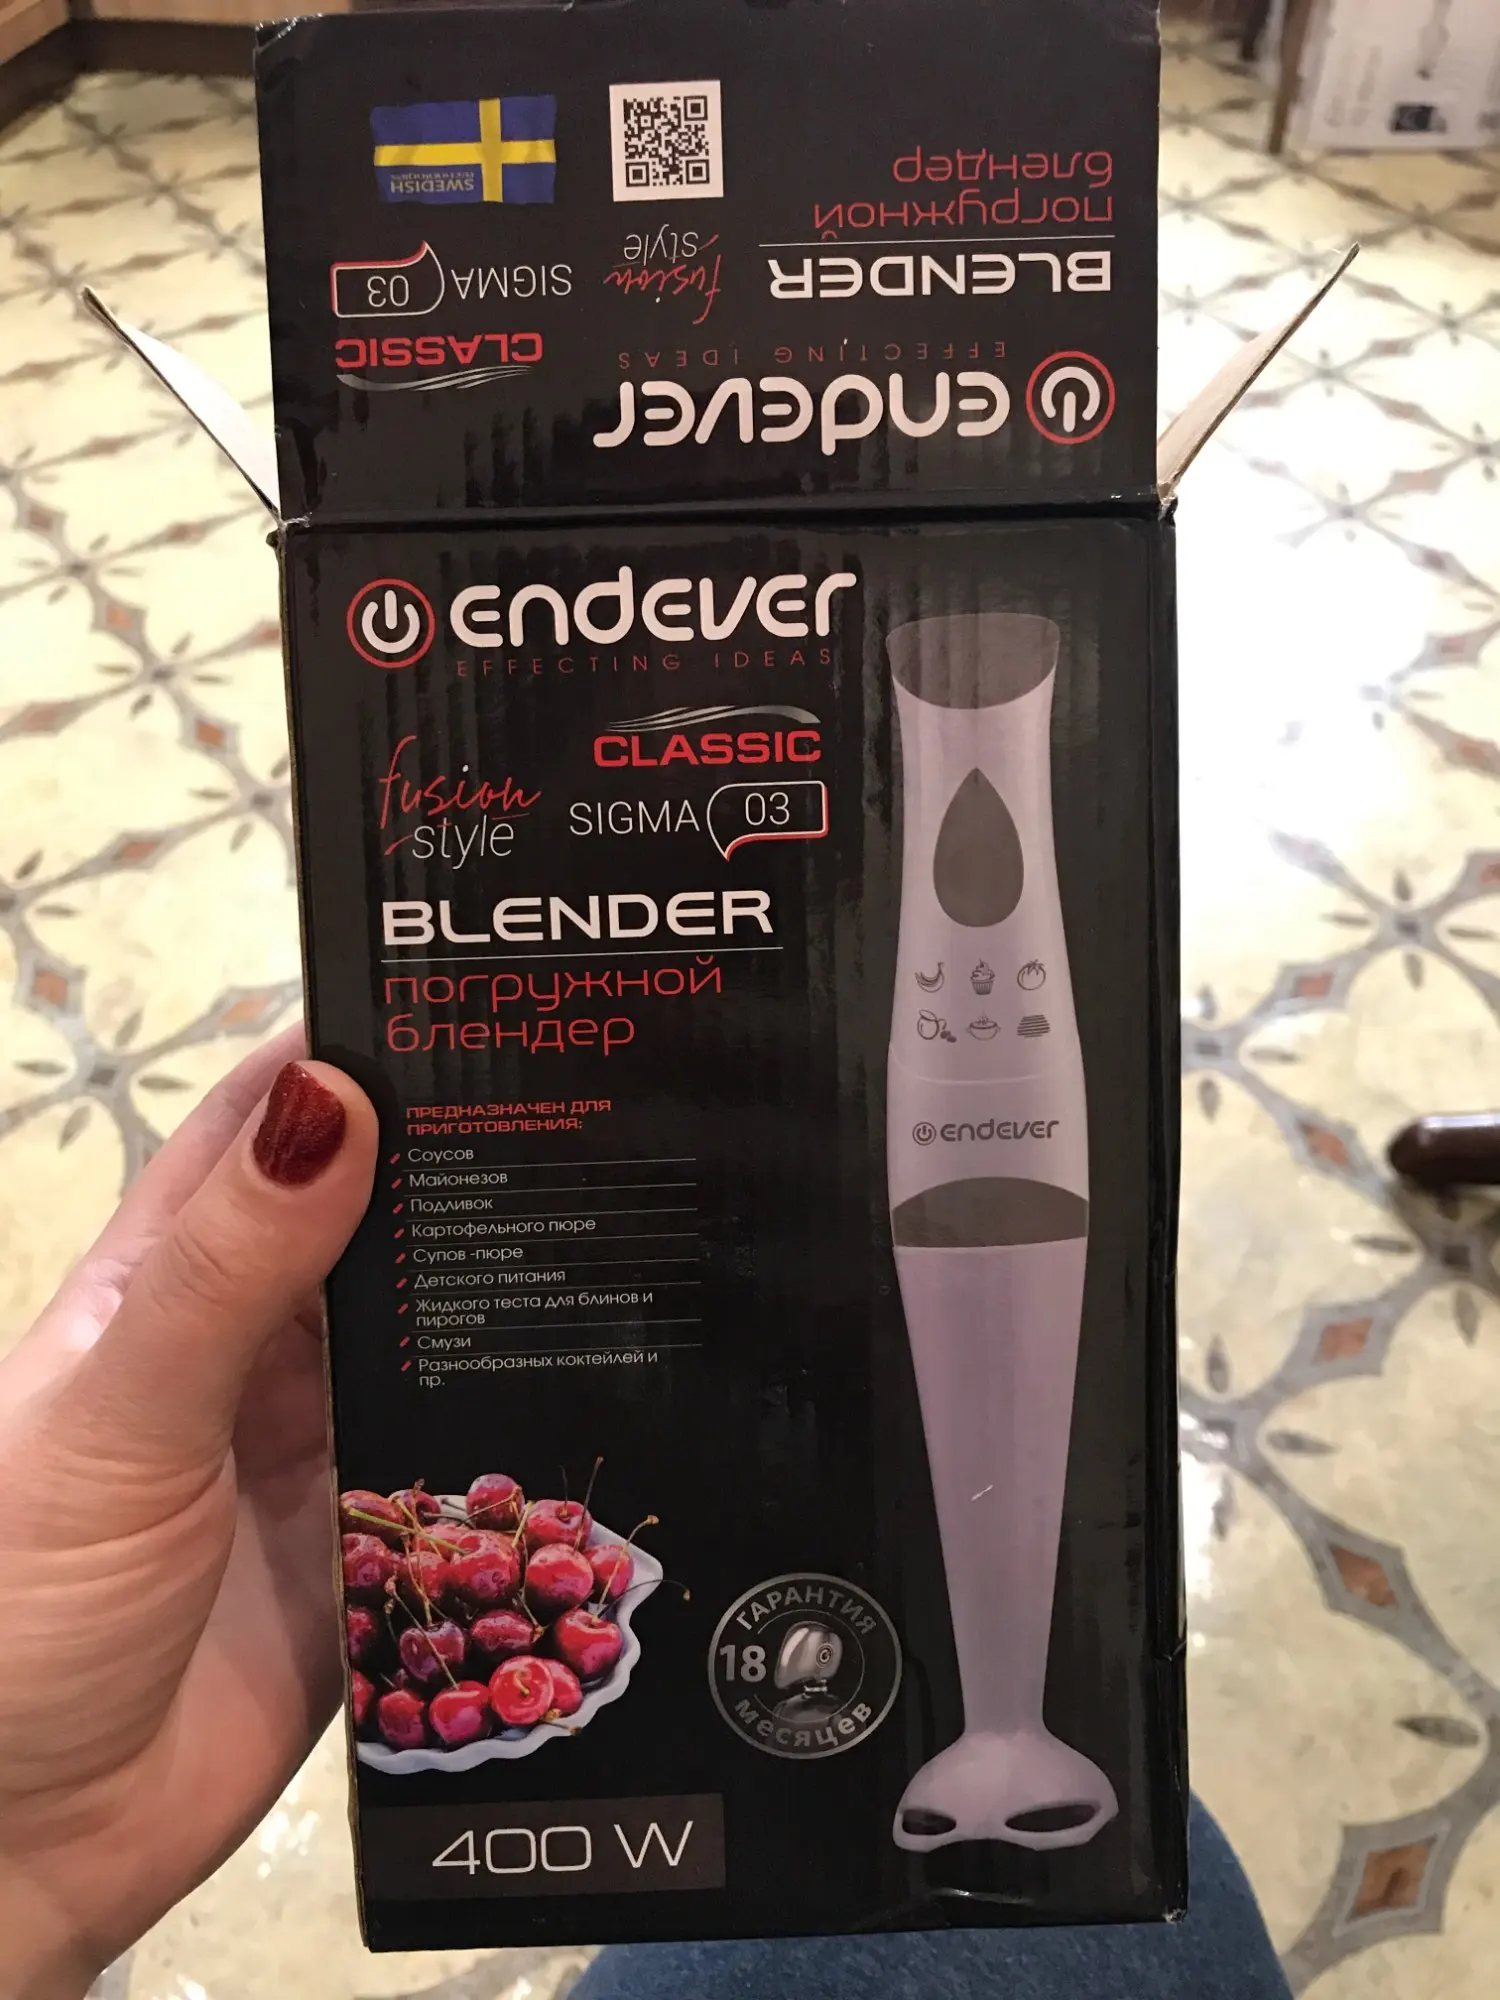 SWEDISH
погружной
блендер
BLENDER
fusion
style
SIGMA 03
CLASSIC
endever
EFFECTING IDEAS
endever
EFFECTING IDEAS
CLASSIC
fusion
style
SIGMA 03
BLENDER
погружной
блендер
ПРЕДНАЗНАЧЕН ДЛЯ
ПРИГОТОВЛЕНИЯ:
Соусов
Майонезов
Подливок
Картофельного пюре
Супов -пюре
Детского питания
Жидкого теста для блинов и
пирогов
Смузи
Разнообразных коктейлей и
пр.
endever
ГАРАНТИЯ
18
месяцев
400 W